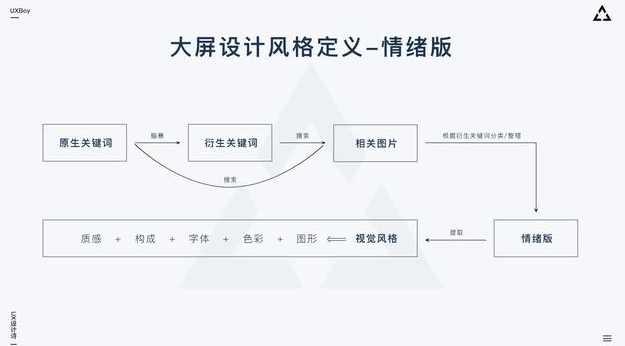 UXBoy
大屏设计风格定义-情绪版
原生关键词
脑暴
衍生关键词
搜索
相关图片
根据衍生关键词分类/整理
搜索
质感 + 构成 + 字体 + 色彩 + 图形
视觉风格
提取
情绪版
UX设计诗